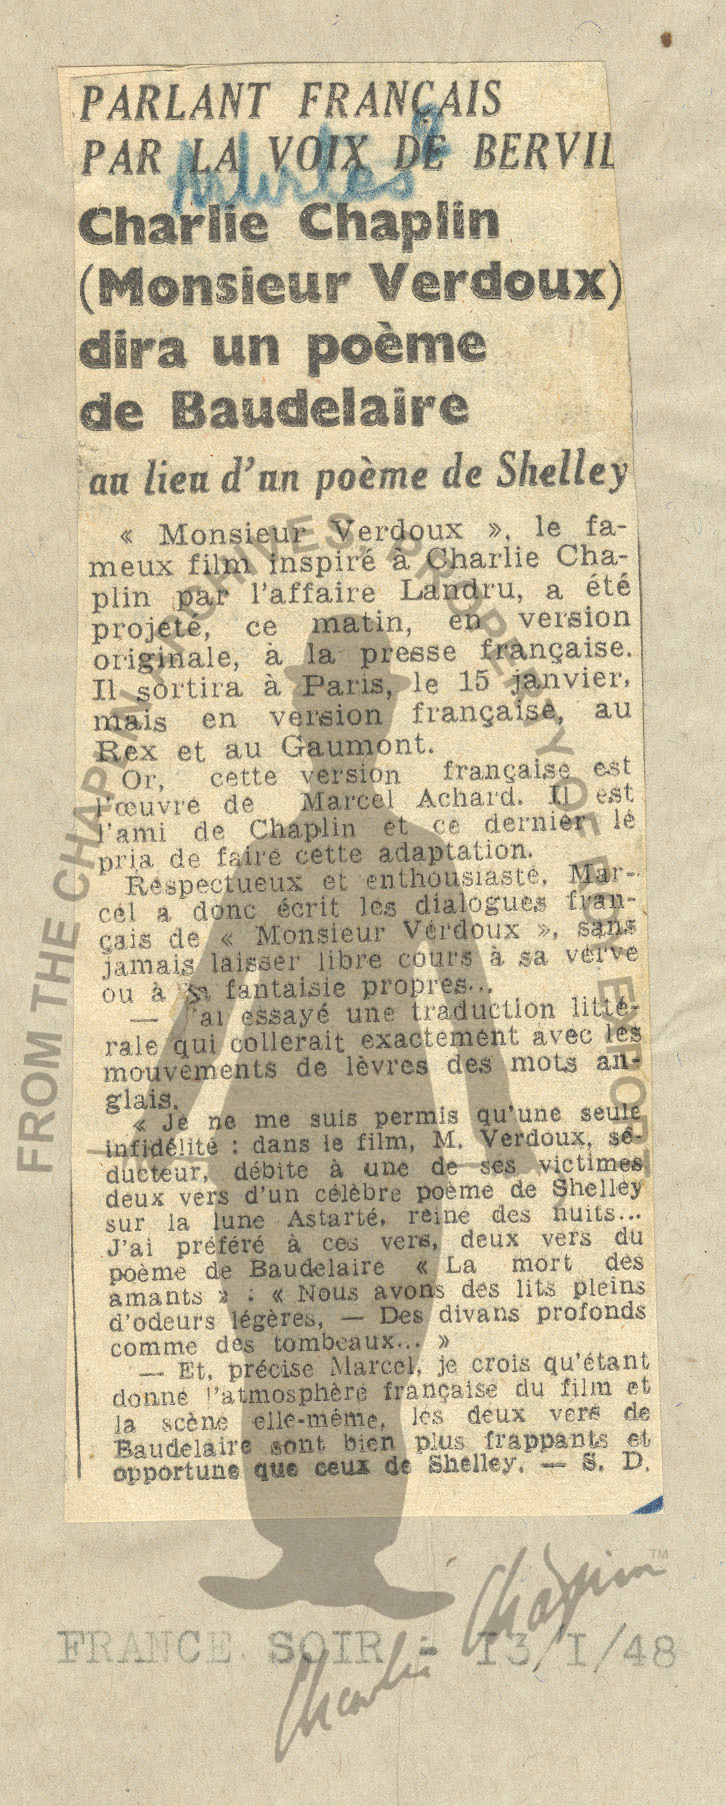 PARLANT FRANÇAIS
PAR LA VOIX DE BERVIL
Charlie Chaplin
(Monsieur Verdoux)
dira un poème
de Baudelaire
au lieu d'un poème de Shelley
« Monsieur Verdoux », le fa-
meux film inspiré à Charlie Cha-
plin par l'affaire Landru, a été
projeté, ce matin, en version
originale, à la presse française.
Il sortira à Paris, le 15 janvier,
mais en version française, au
Rex et au Gaumont.
Or, cette version française est
l'œuvre de Marcel Achard. Il est
l'ami de Chaplin et ce dernier le
pria de faire cette adaptation.
Respectueux et enthousiaste, Mar-
cel a donc écrit les dialogues fran-
çais de « Monsieur Verdoux », sans
jamais laisser libre cours à sa verve
ou à sa fantaisie propres...
— J'ai essayé une traduction litté-
rale qui collerait exactement avec les
mouvements de lèvres des mots an-
glais.
« Je ne me suis permis qu'une seule
infidélité : dans le film, M. Verdoux, sé-
ducteur, débite à une de ses victimes
deux vers d'un célèbre poème de Shelley
sur la lune Astarté, reine des nuits...
J'ai préféré à ces vers, deux vers du
poème de Baudelaire « La mort des
amants » : « Nous avons des lits pleins
d'odeurs légères, — Des divans profonds
comme des tombeaux... »
— Et, précise Marcel, je crois qu'étant
donné l'atmosphère française du film et
la scène elle-même, les deux vers de
Baudelaire sont bien plus frappants et
opportuns que ceux de Shelley. — S. D.
FRANCE SOIR - 13/I/48
FROM THE CHAPLIN ARCHIVES, PROPERTY OF ROY EXPORT
Charlie Chaplin™